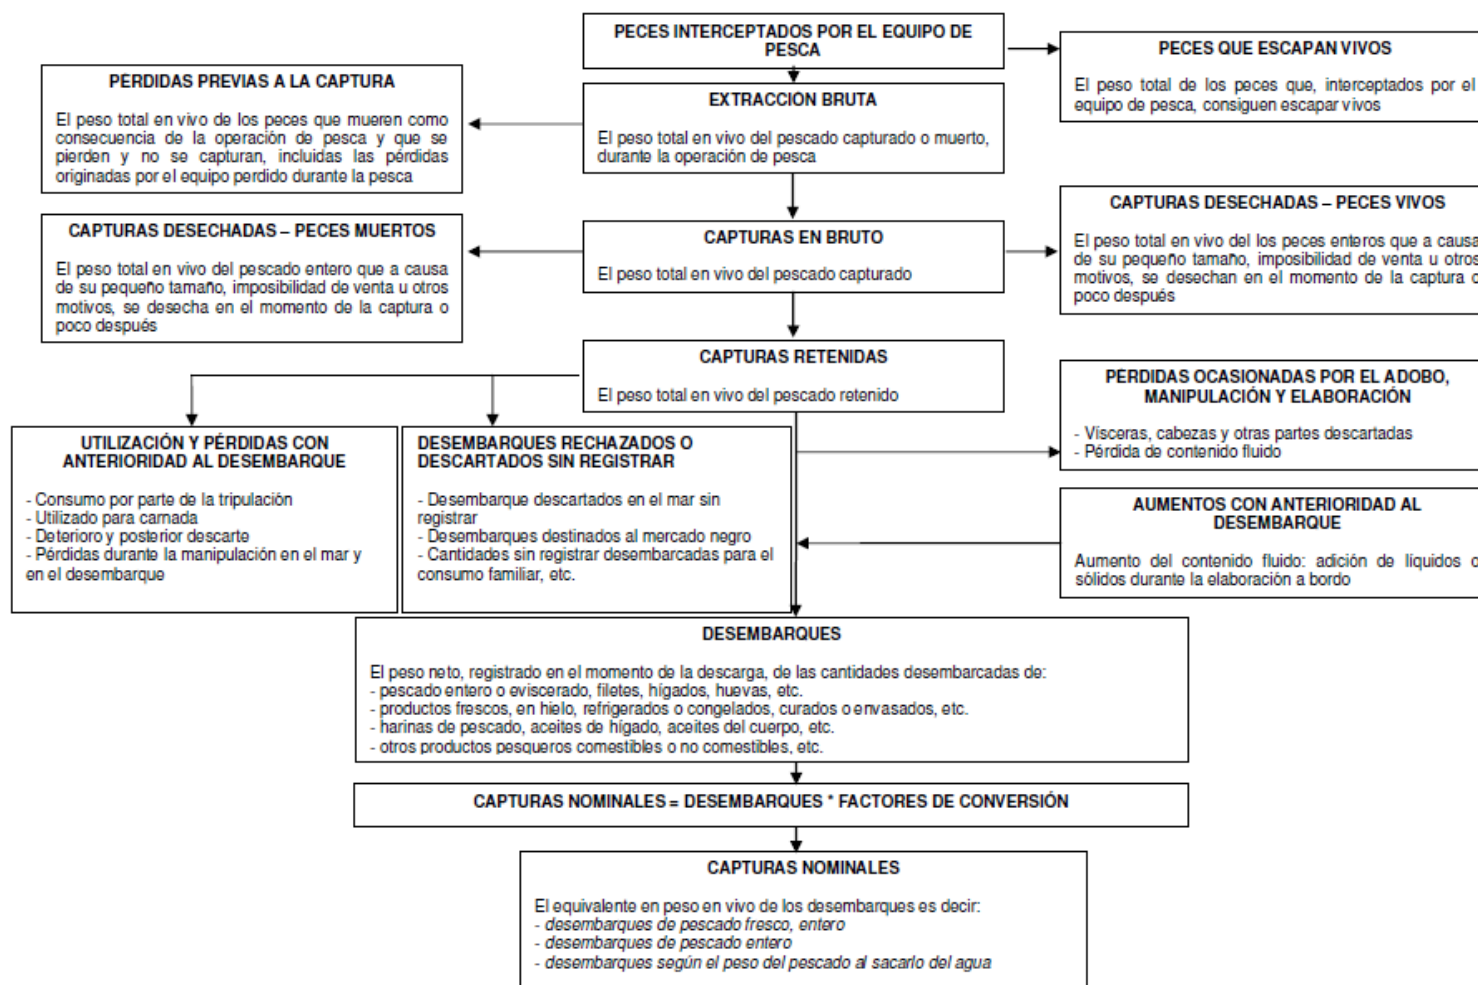 PECES INTERCEPTADOS POR EL EQUIPO DE
PESCA
PECES QUE ESCAPAN VIVOS
El peso total de los peces que, interceptados por el
equipo de pesca, consiguen escapar vivos
PÉRDIDAS PREVIAS A LA CAPTURA
El peso total en vivo de los peces que mueren como
consecuencia de la operación de pesca y que se
pierden y no se capturan, incluidas las pérdidas
originadas por el equipo perdido durante la pesca
EXTRACCIÓN BRUTA
El peso total en vivo del pescado capturado o muerto,
durante la operación de pesca
CAPTURAS DESECHADAS – PECES MUERTOS
El peso total en vivo del pescado entero que a causa
de su pequeño tamaño, imposibilidad de venta u otros
motivos, se desecha en el momento de la captura o
poco después
CAPTURAS EN BRUTO
El peso total en vivo del pescado capturado
CAPTURAS DESECHADAS – PECES VIVOS
El peso total en vivo del los peces enteros que a causa
de su pequeño tamaño, imposibilidad de venta u otros
motivos, se desechan en el momento de la captura o
poco después
CAPTURAS RETENIDAS
El peso total en vivo del pescado retenido
PÉRDIDAS OCASIONADAS POR EL ADOBO,
MANIPULACIÓN Y ELABORACIÓN
- Vísceras, cabezas y otras partes descartadas
- Pérdida de contenido fluido
UTILIZACIÓN Y PÉRDIDAS CON
ANTERIORIDAD AL DESEMBARQUE
- Consumo por parte de la tripulación
- Utilizado para carnada
- Deterioro y posterior descarte
- Pérdidas durante la manipulación en el mar y
en el desembarque
DESEMBARQUES RECHAZADOS O
DESCARTADOS SIN REGISTRAR
- Desembarque descartados en el mar sin
registrar
- Desembarques destinados al mercado negro
- Cantidades sin registrar desembarcadas para el
consumo familiar, etc.
AUMENTOS CON ANTERIORIDAD AL
DESEMBARQUE
Aumento del contenido fluido: adición de líquidos o
sólidos durante la elaboración a bordo
DESEMBARQUES
El peso neto, registrado en el momento de la descarga, de las cantidades desembarcadas de:
- pescado entero o eviscerado, filetes, hígados, huevas, etc.
- productos frescos, en hielo, refrigerados o congelados, curados o envasados, etc.
- harinas de pescado, aceites de hígado, aceites del cuerpo, etc.
- otros productos pesqueros comestibles o no comestibles, etc.
CAPTURAS NOMINALES = DESEMBARQUES * FACTORES DE CONVERSIÓN
CAPTURAS NOMINALES
El equivalente en peso en vivo de los desembarques es decir:
- desembarques de pescado fresco, entero
- desembarques de pescado entero
- desembarques según el peso del pescado al sacarlo del agua